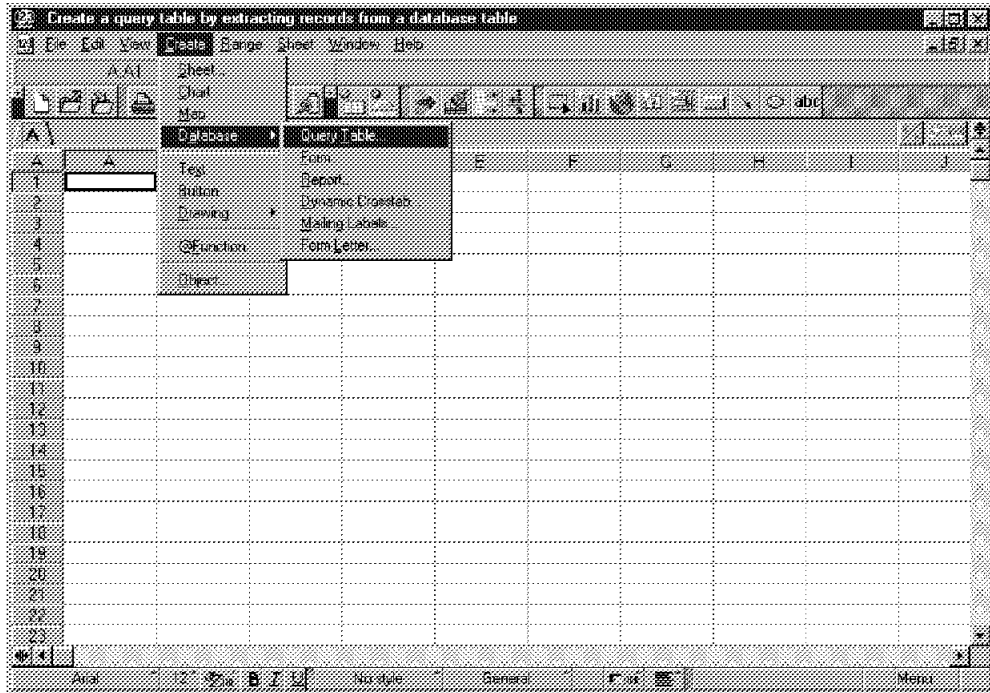 Create a query table by extracting records from a database table
File Edit View Create Range Sheet Window Help
A:A1
Sheet...
Chart
Map
Database
Text
Button
Drawing
@Function
Object...
Query Table...
Form...
Report...
Dynamic Crosstab...
Mailing Labels...
Form Letter...
abc
A
A A E F G H I J
1
2
3
4
5
6
7
8
9
10
11
12
13
14
15
16
17
18
19
20
21
22
23
Arial 12 B I U No style General Menu